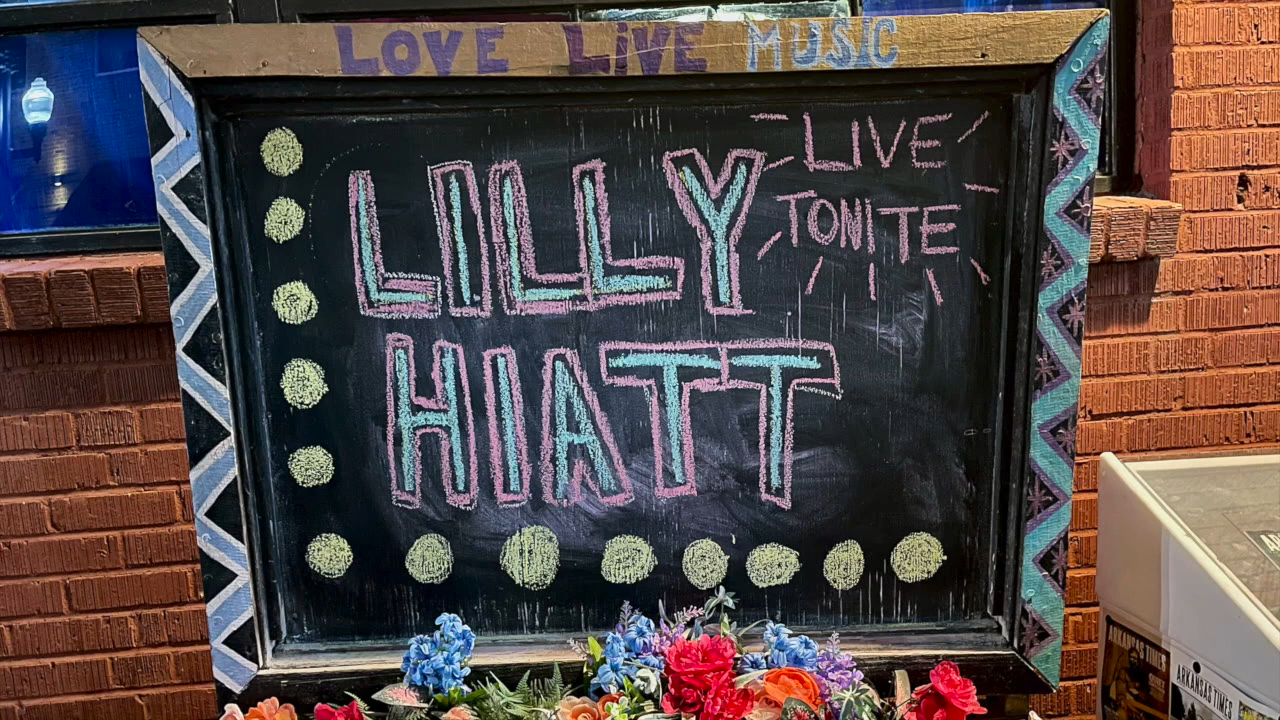 LOVE LiVE MUSIC
LILLY
HIATT
LIVE
TONiTE
ARKANSAS TIMES
ARKANSAS TIMES